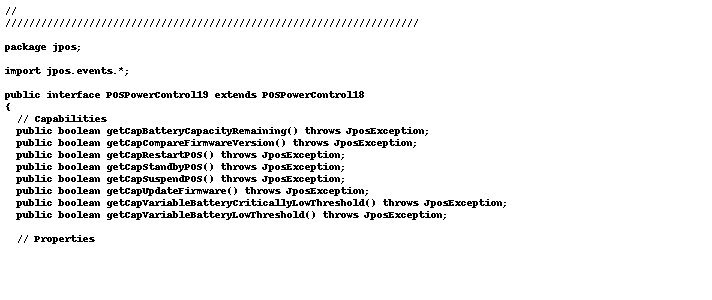 //
/////////////////////////////////////////////////////////////////////
package jpos;
import jpos.events.*;
public interface POSPowerControl19 extends POSPowerControl18
{
// Capabilities
public boolean getCapBatteryCapacityRemaining() throws JposException;
public boolean getCapCompareFirmwareVersion() throws JposException;
public boolean getCapRestartPOS() throws JposException;
public boolean getCapStandbyPOS() throws JposException;
public boolean getCapSuspendPOS() throws JposException;
public boolean getCapUpdateFirmware() throws JposException;
public boolean getCapVariableBatteryCriticallyLowThreshold() throws JposException;
public boolean getCapVariableBatteryLowThreshold() throws JposException;
// Properties